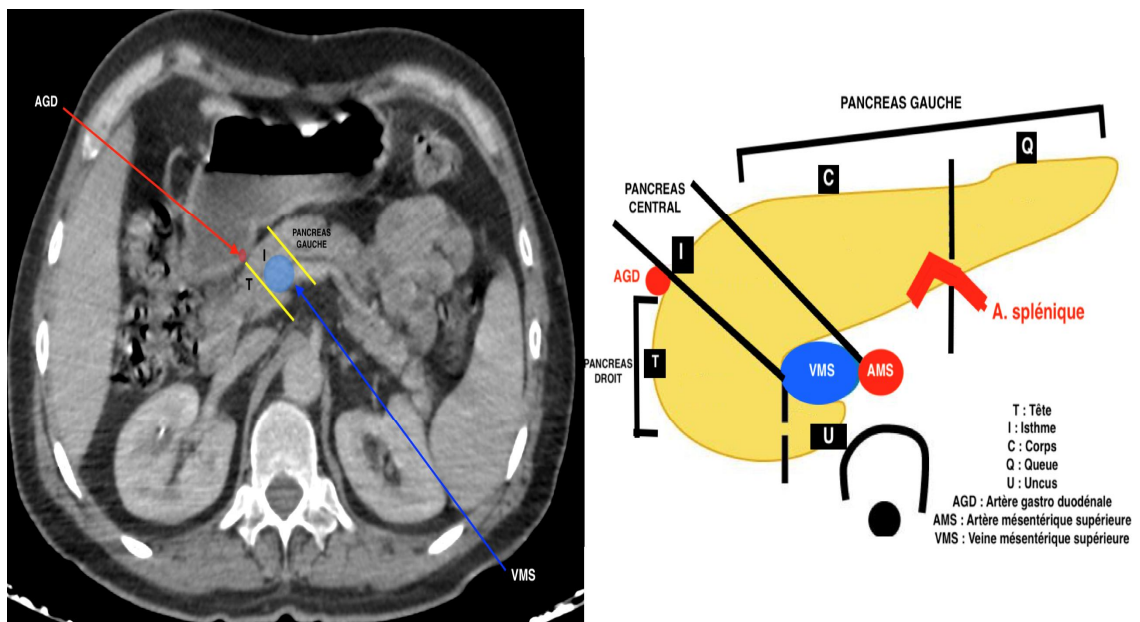 AGD
I
PANCREAS
GAUCHE
T
VMS
PANCREAS GAUCHE
Q
C
PANCREAS
CENTRAL
I
AGD
A. splénique
PANCREAS
DROIT
T
VMS
AMS
U
T : Tête
I : Isthme
C : Corps
Q : Queue
U : Uncus
AGD : Artère gastro duodénale
AMS : Artère mésentérique supérieure
VMS : Veine mésentérique supérieure